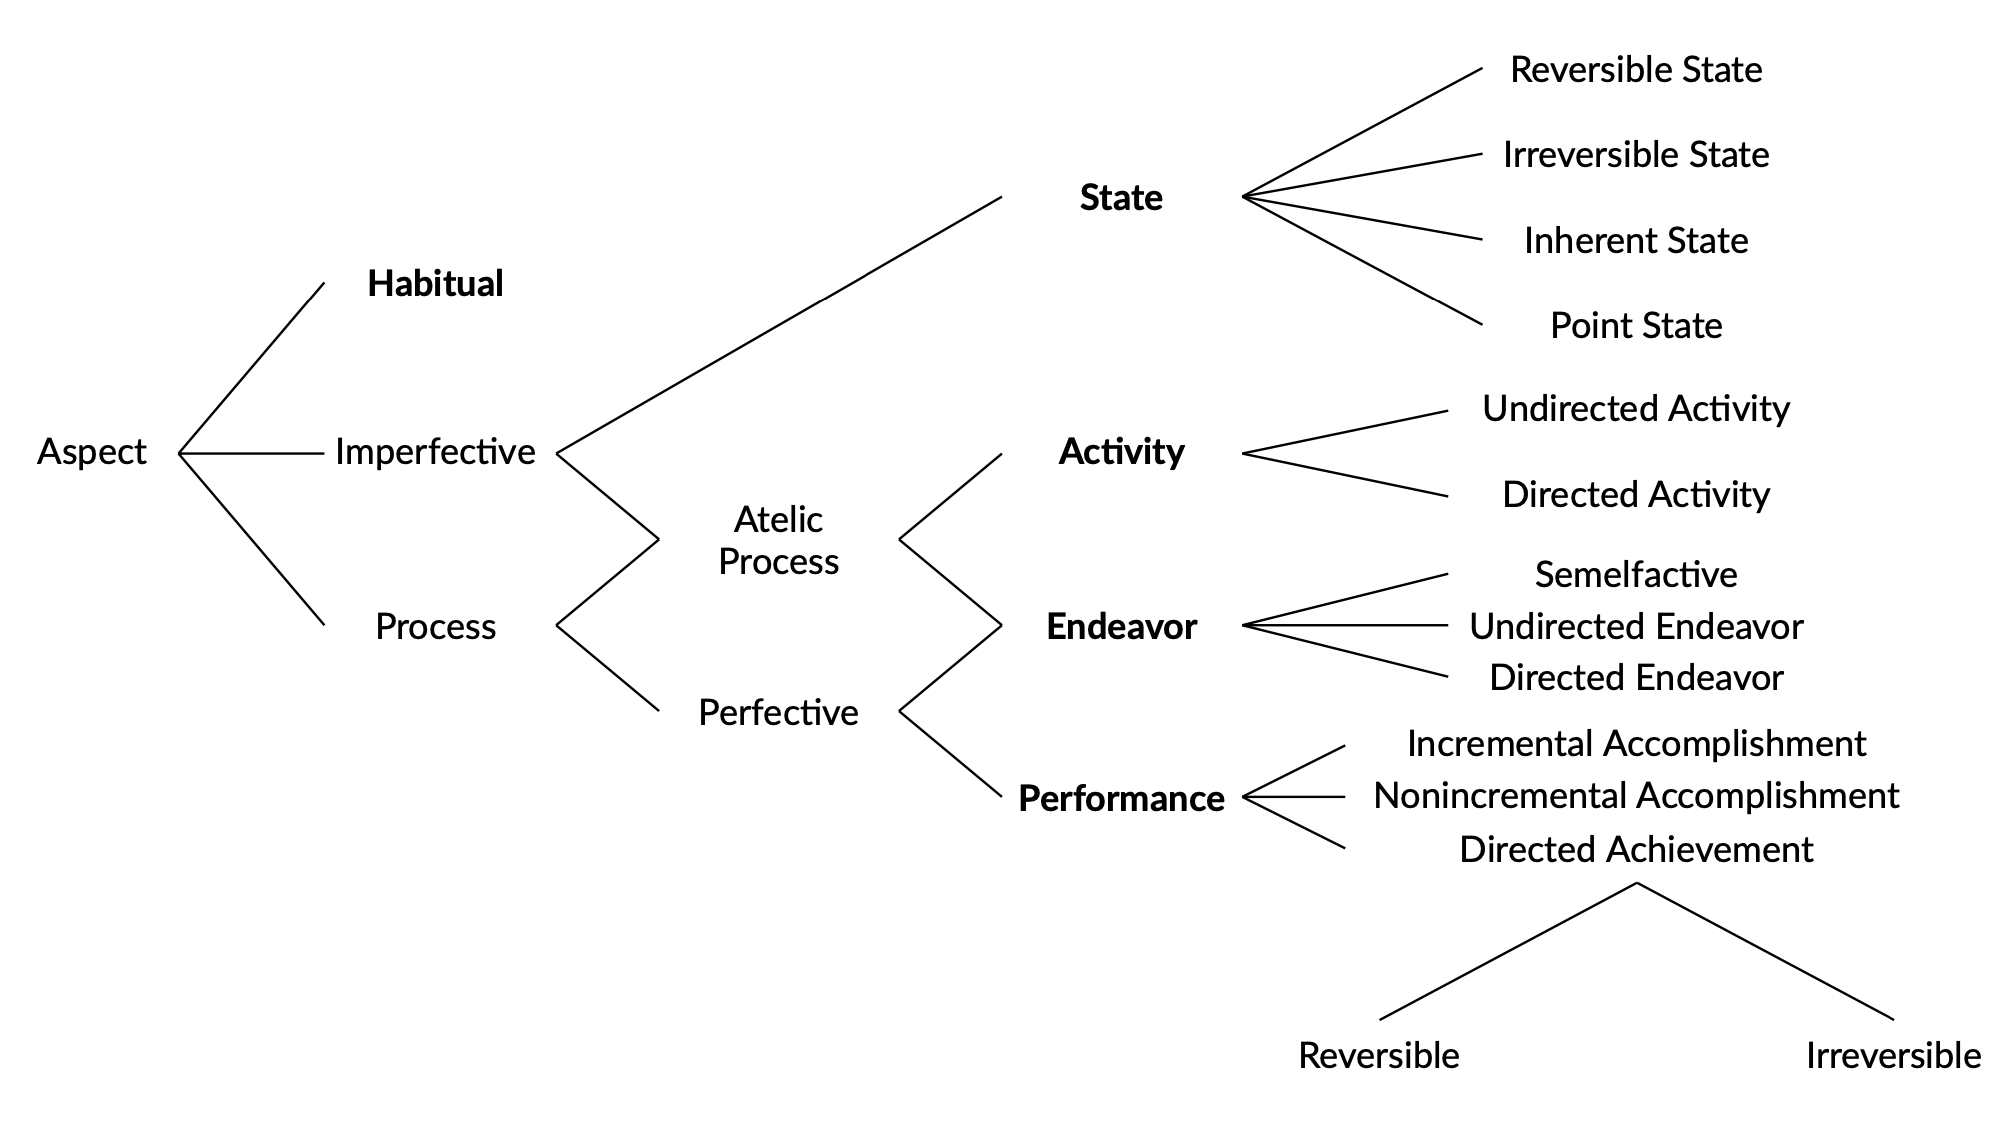 Reversible State
Irreversible State
State
Inherent State
Habitual
Point State
Undirected Activity
Aspect
Imperfective
Activity
Directed Activity
Atelic
Process
Semelfactive
Process
Endeavor
Undirected Endeavor
Directed Endeavor
Perfective
Incremental Accomplishment
Performance
Nonincremental Accomplishment
Directed Achievement
Reversible
Irreversible